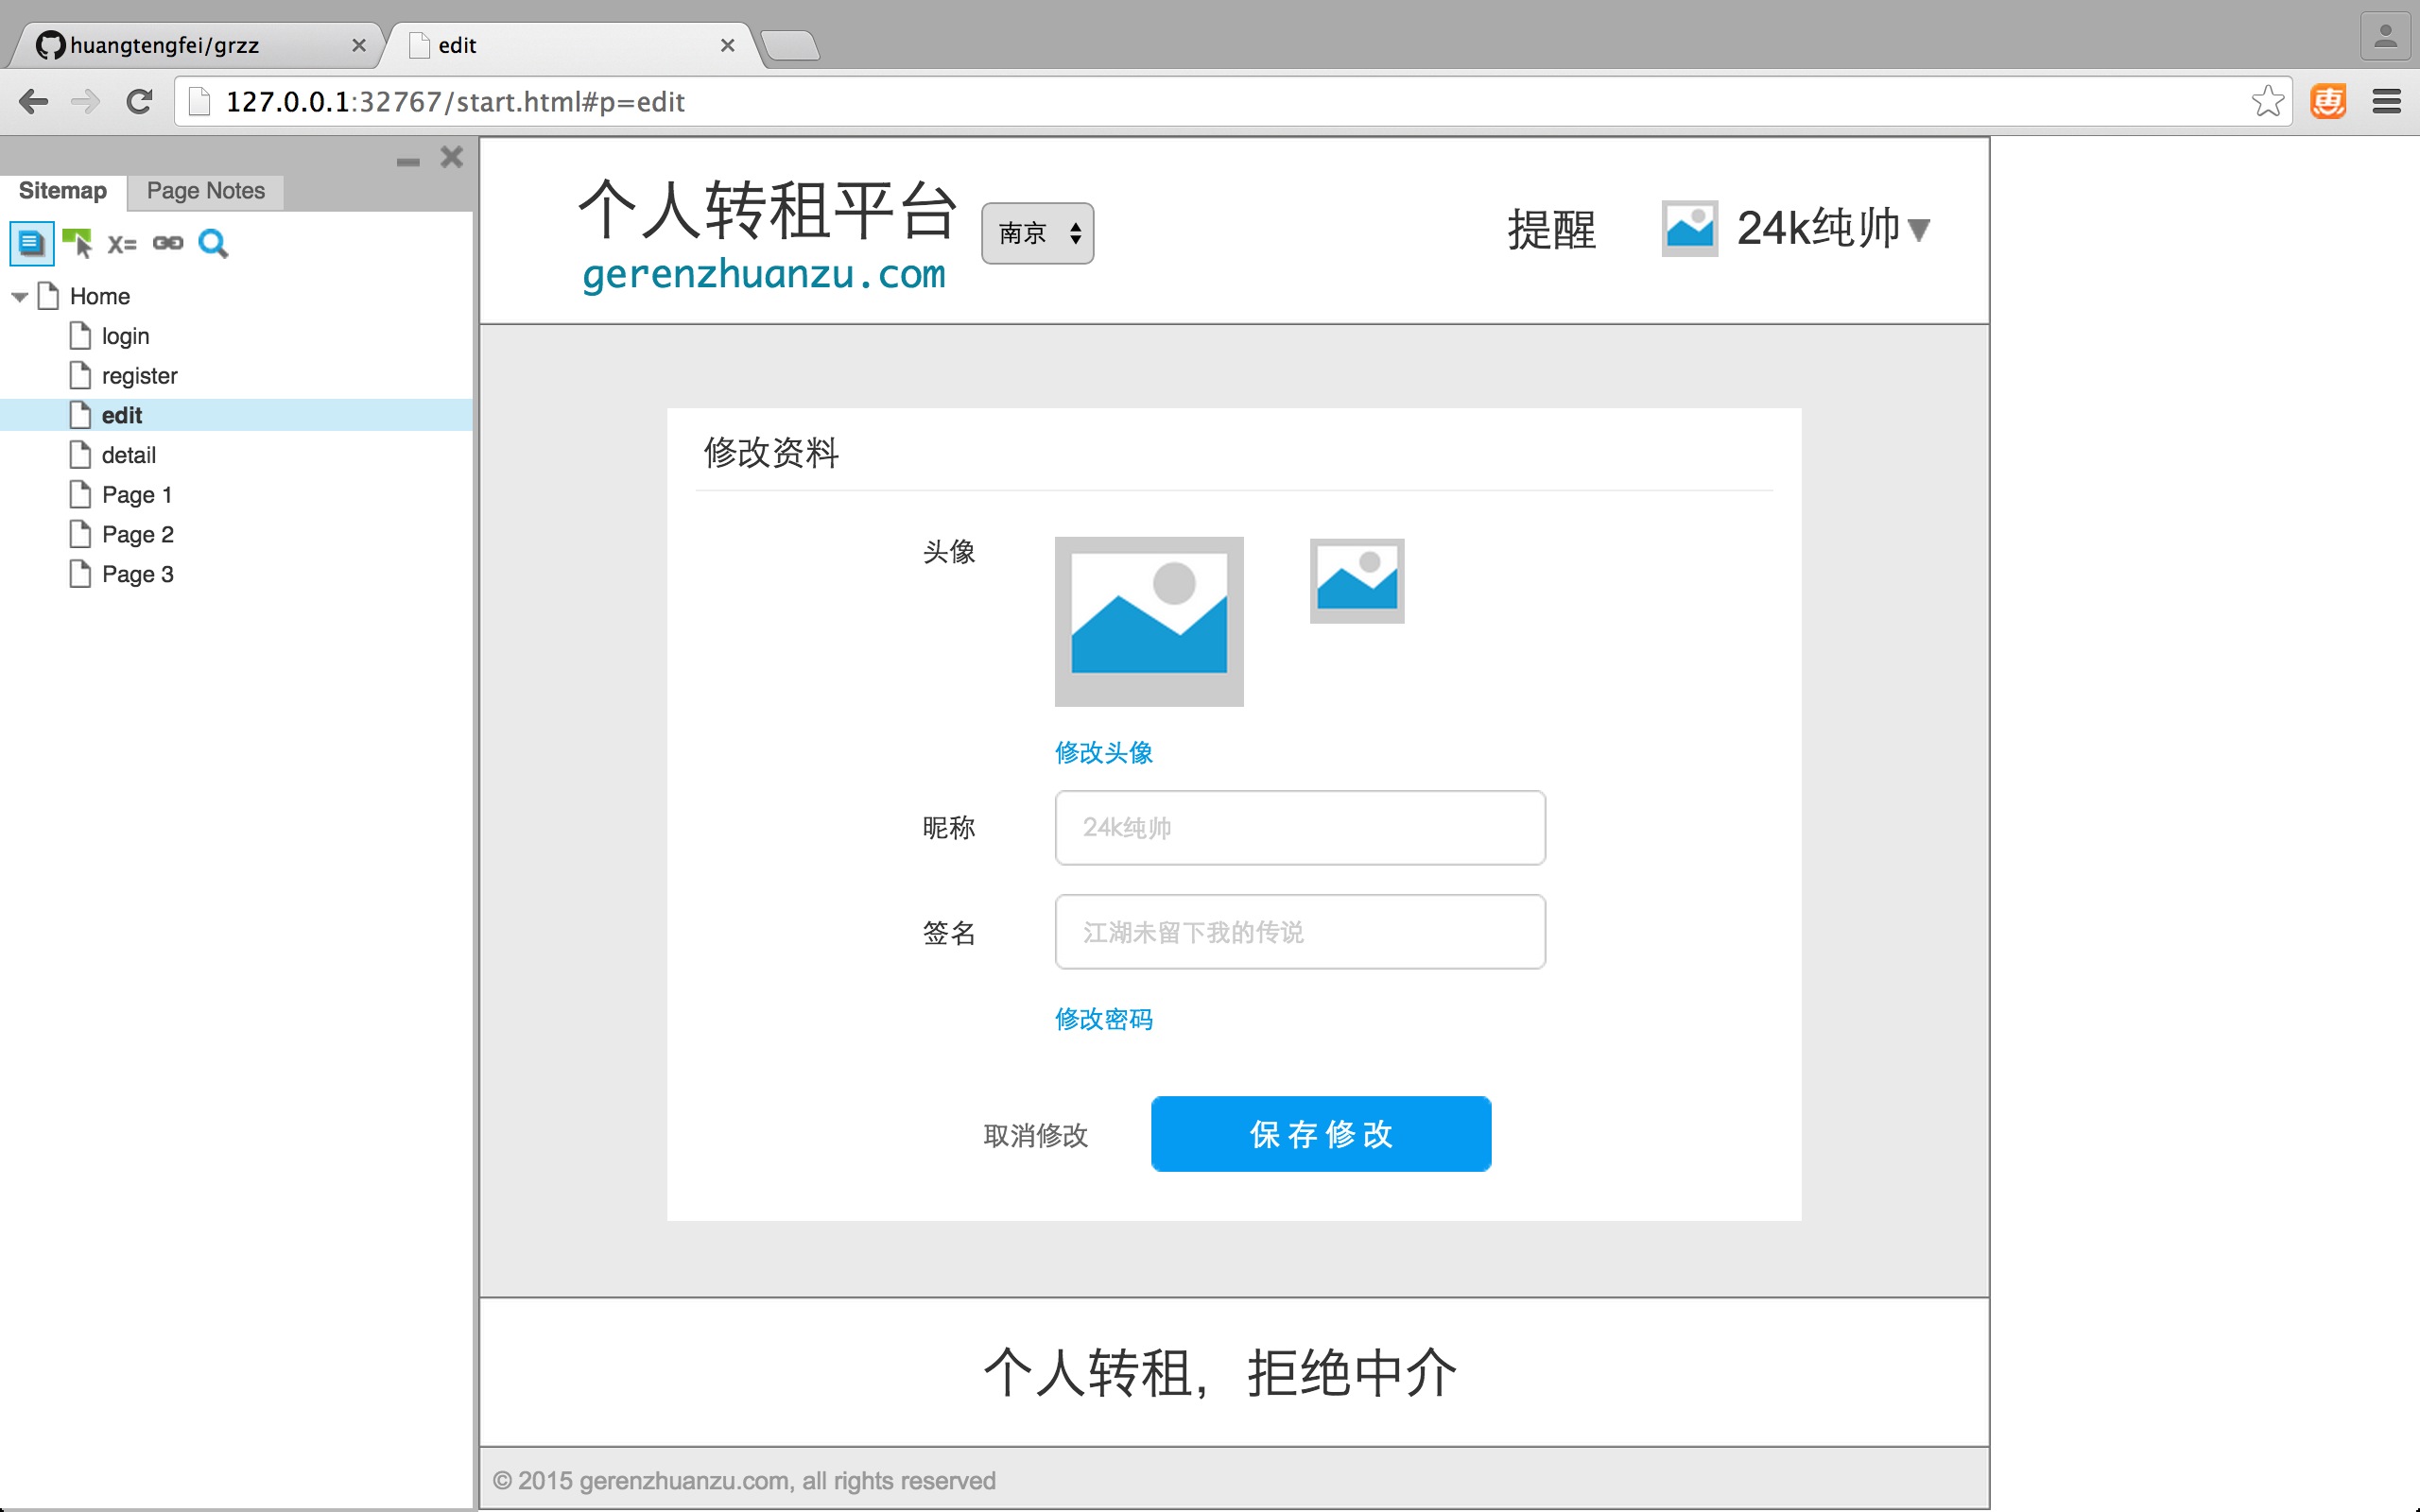 huangtengfei/grzz
edit
127.0.0.1:32767/start.html#p=edit
惠
Sitemap
Page Notes
X=
Home
login
register
edit
detail
Page 1
Page 2
Page 3
个人转租平台
gerenzhuanzu.com
南京
提醒
24k纯帅▼
修改资料
头像
修改头像
昵称
24k纯帅
签名
江湖未留下我的传说
修改密码
取消修改
保存修改
个人转租，拒绝中介
© 2015 gerenzhuanzu.com, all rights reserved